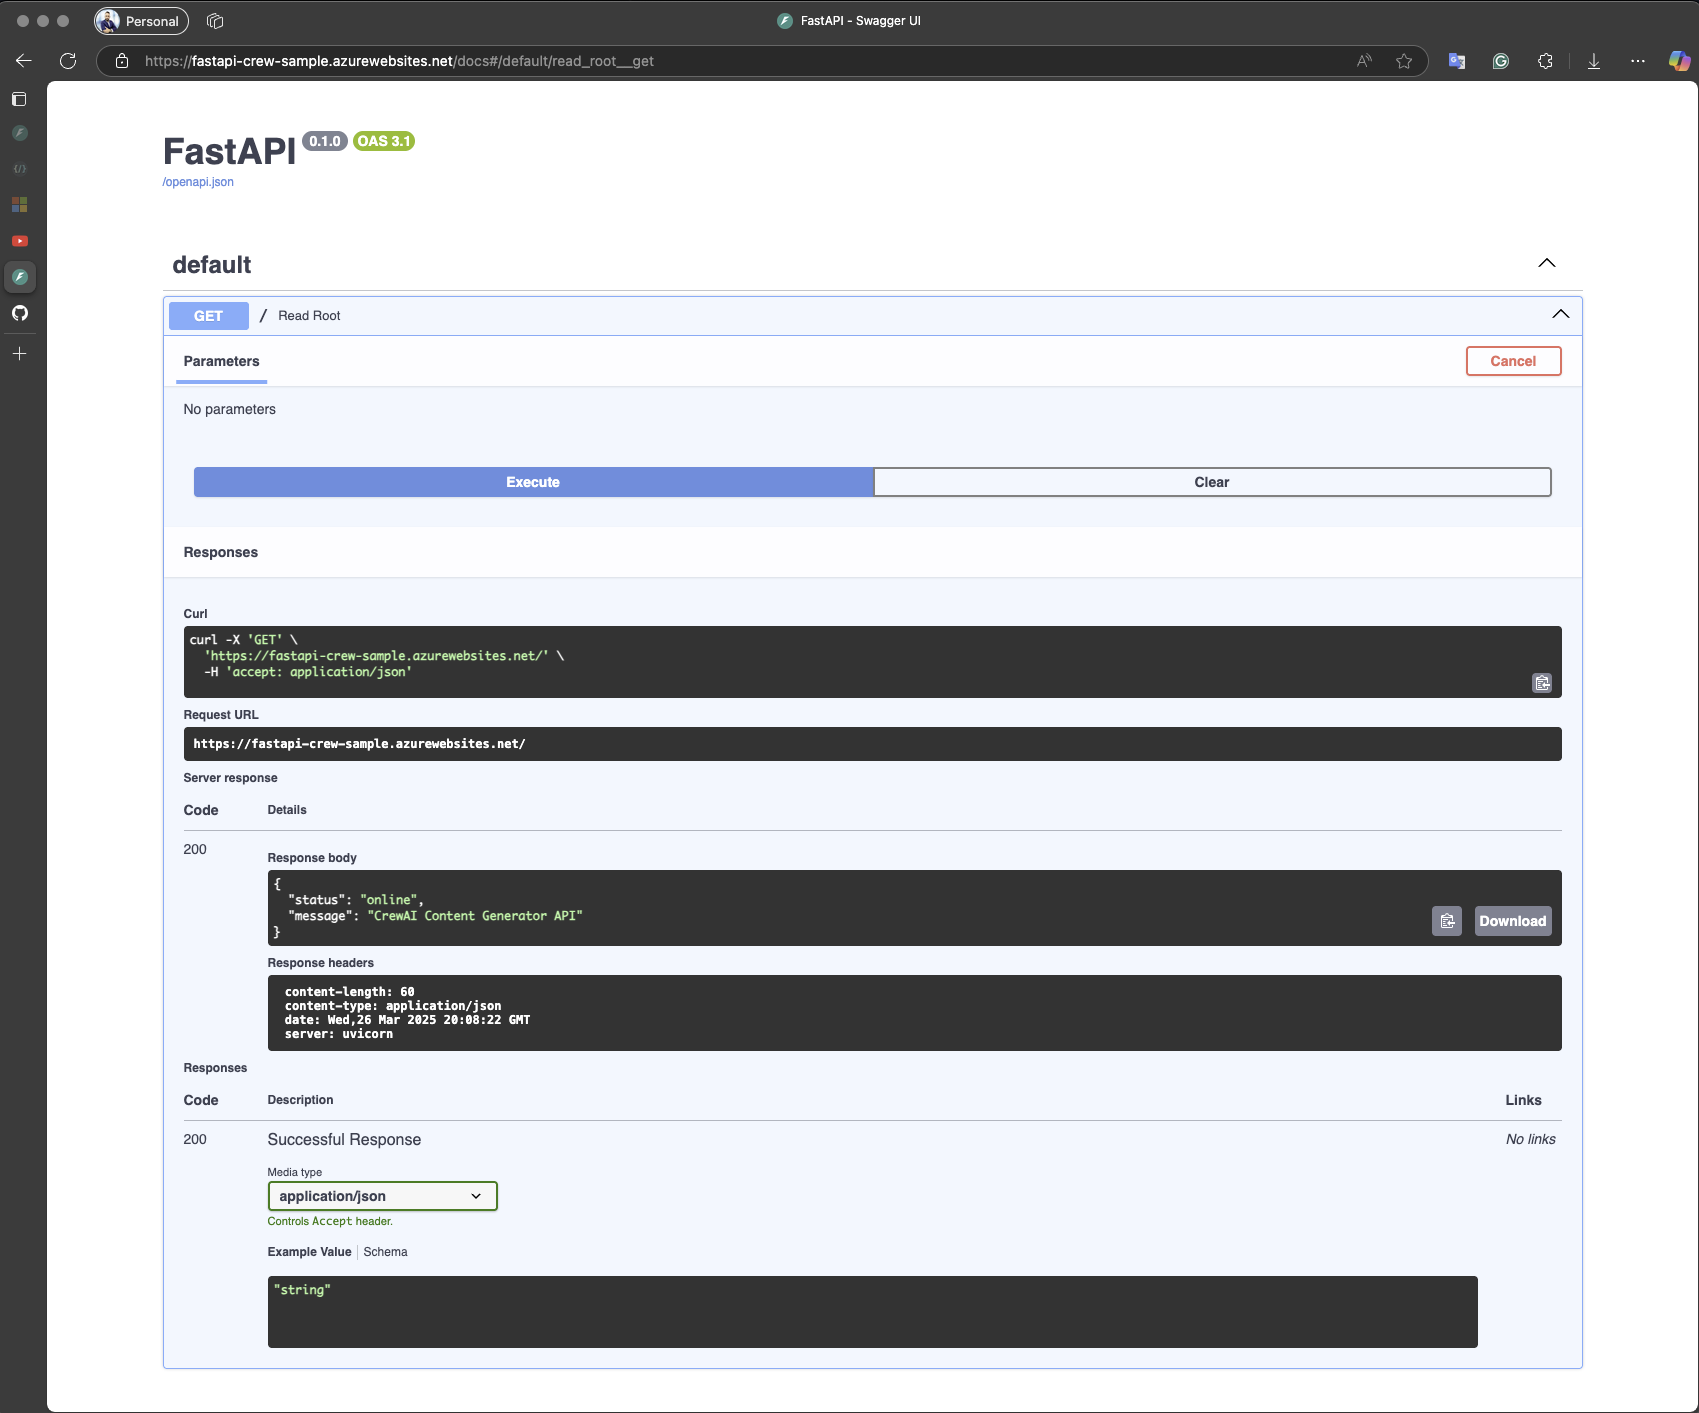 Personal
FastAPI - Swagger UI
https://fastapi-crew-sample.azurewebsites.net/docs#/default/read_root__get
FastAPI 0.1.0 OAS 3.1
/openapi.json
default
GET / Read Root
Parameters
Cancel
No parameters
Execute
Clear
Responses
Curl
curl -X 'GET' \
  'https://fastapi-crew-sample.azurewebsites.net/' \
  -H 'accept: application/json'
Request URL
https://fastapi-crew-sample.azurewebsites.net/
Server response
Code Details
200
Response body
{
  "status": "online",
  "message": "CrewAI Content Generator API"
}
Download
Response headers
content-length: 60
content-type: application/json
date: Wed,26 Mar 2025 20:08:22 GMT
server: uvicorn
Responses
Code Description Links
200 Successful Response No links
Media type
application/json
Controls Accept header.
Example Value Schema
"string"